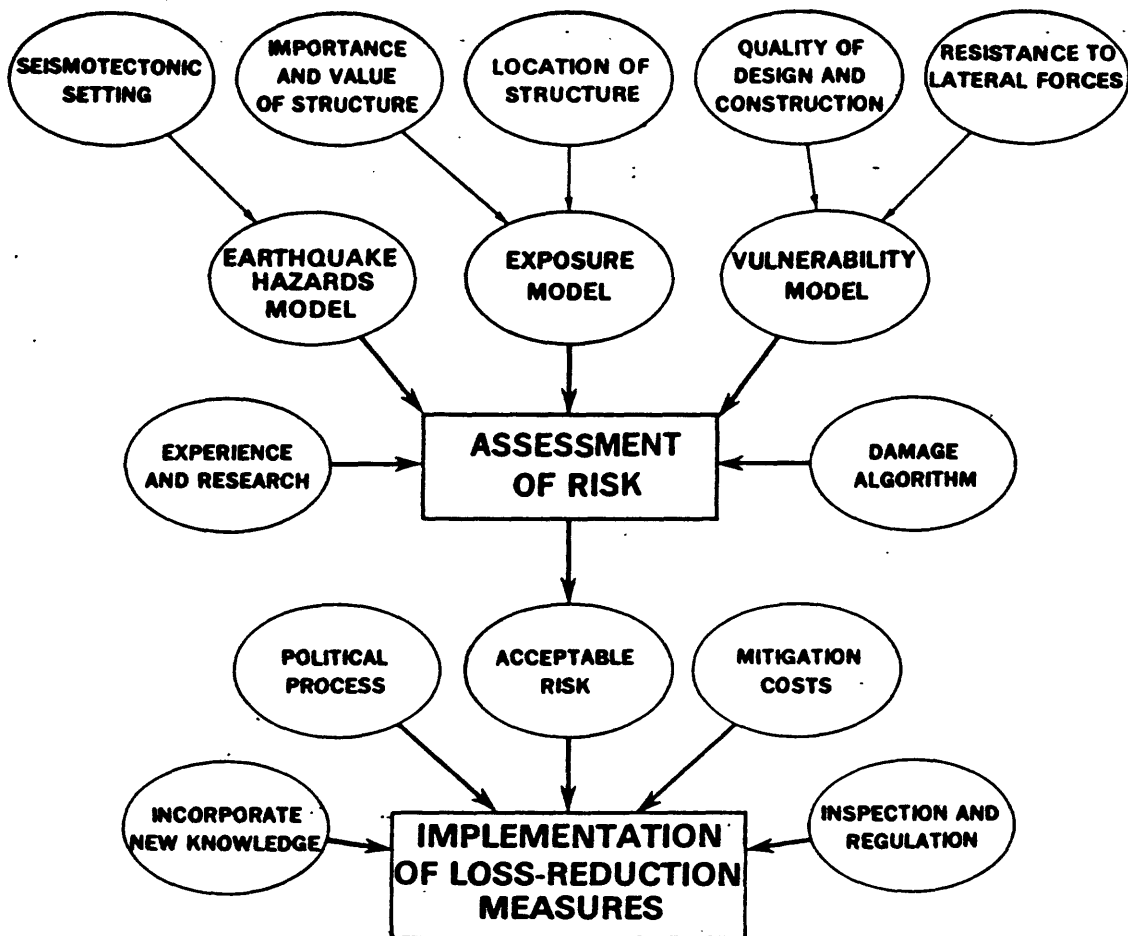 SEISMOTECTONIC
SETTING
IMPORTANCE
AND VALUE
OF STRUCTURE
LOCATION OF
STRUCTURE
QUALITY OF
DESIGN AND
CONSTRUCTION
RESISTANCE TO
LATERAL FORCES
EARTHQUAKE
HAZARDS
MODEL
EXPOSURE
MODEL
VULNERABILITY
MODEL
EXPERIENCE
AND RESEARCH
ASSESSMENT
OF RISK
DAMAGE
ALGORITHM
POLITICAL
PROCESS
ACCEPTABLE
RISK
MITIGATION
COSTS
INCORPORATE
NEW KNOWLEDGE
IMPLEMENTATION
OF LOSS-REDUCTION
MEASURES
INSPECTION AND
REGULATION